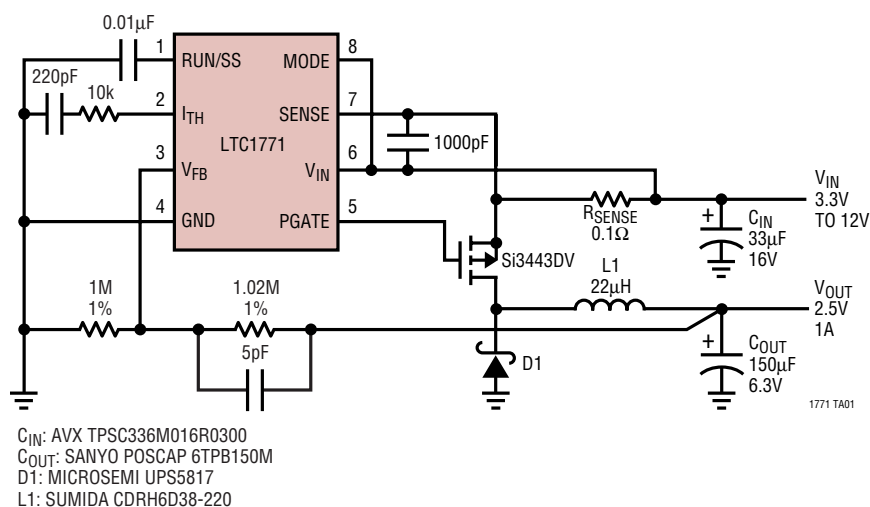 0.01µF
1
RUN/SS
MODE
8
220pF
10k
2
ITH
SENSE
7
LTC1771
1000pF
3
VFB
VIN
6
4
GND
PGATE
5
RSENSE
0.1Ω
VIN
3.3V
TO 12V
+
CIN
33µF
16V
Si3443DV
L1
22µH
1M
1%
1.02M
1%
5pF
VOUT
2.5V
1A
D1
+
COUT
150µF
6.3V
1771 TA01
CIN: AVX TPSC336M016R0300
COUT: SANYO POSCAP 6TPB150M
D1: MICROSEMI UPS5817
L1: SUMIDA CDRH6D38-220